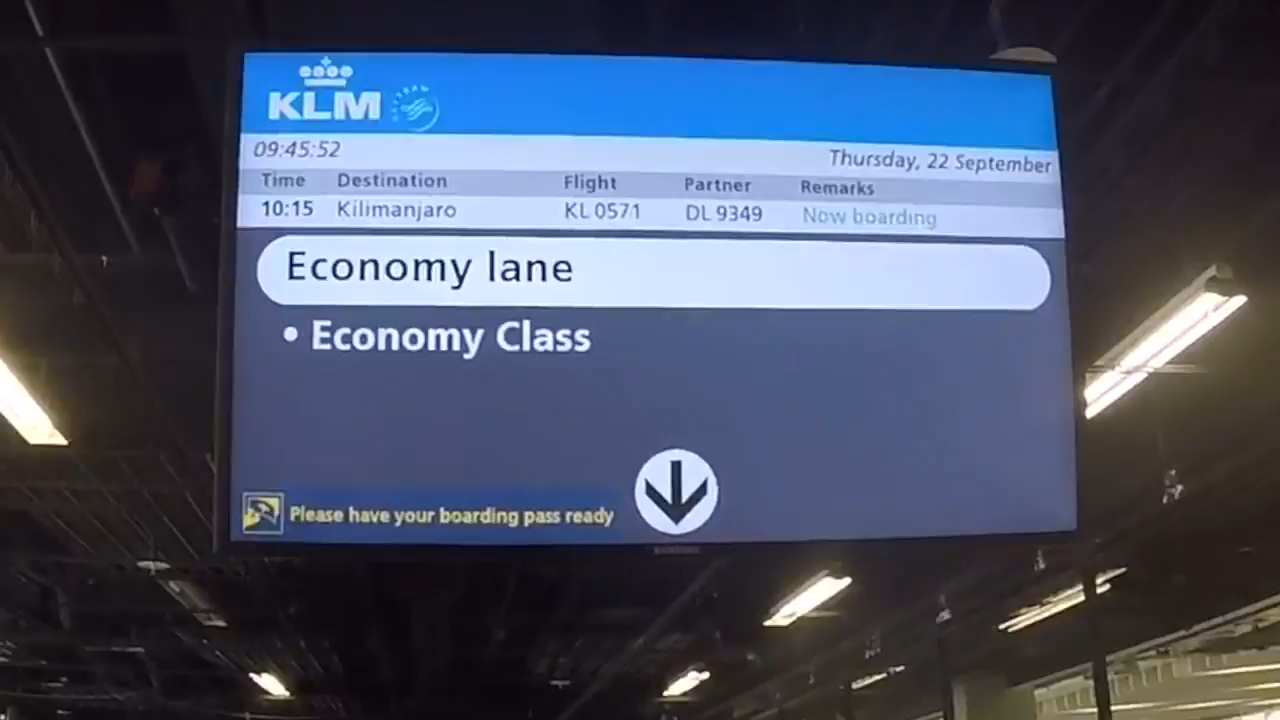 KLM
SKYTEAM
09:45:52
Thursday, 22 September
Time Destination Flight Partner Remarks
10:15 Kilimanjaro KL 0571 DL 9349 Now boarding
Economy lane
• Economy Class
Please have your boarding pass ready